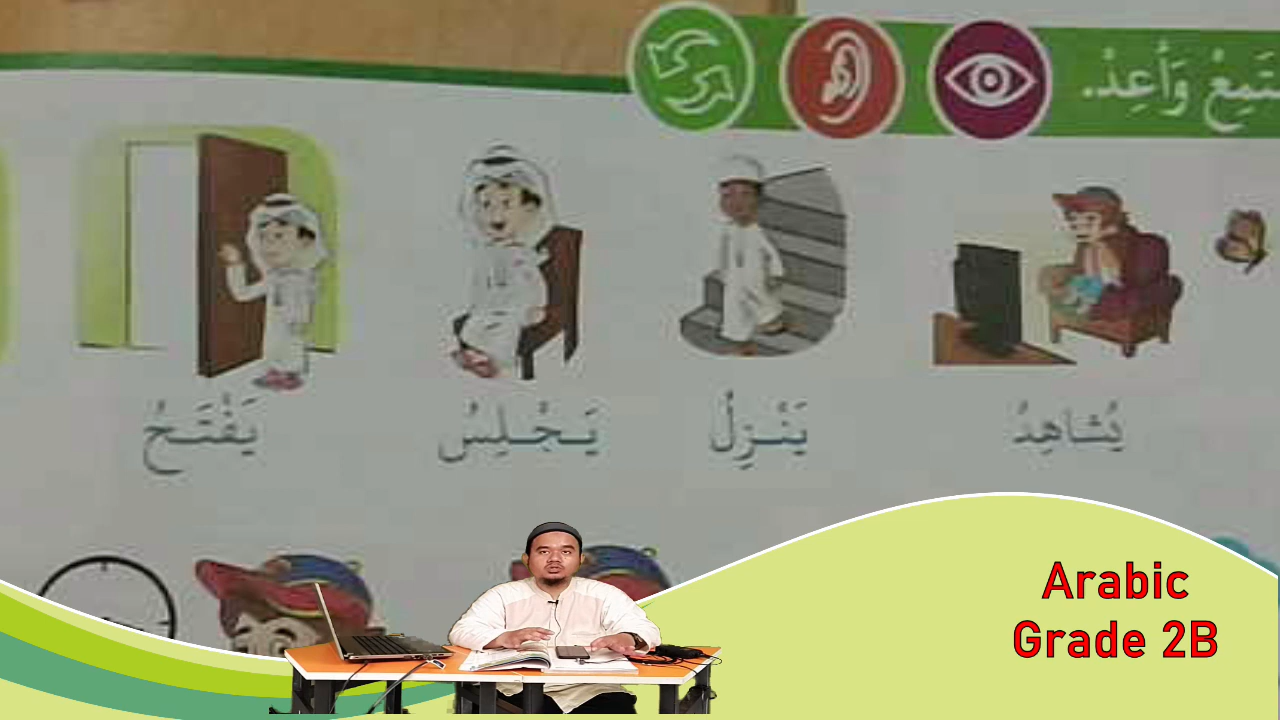 وَأَعِدْ.
يُشَاهِدُ
يَنْزِلُ
يَجْلِسُ
يَفْتَحُ
Arabic
Grade 2B